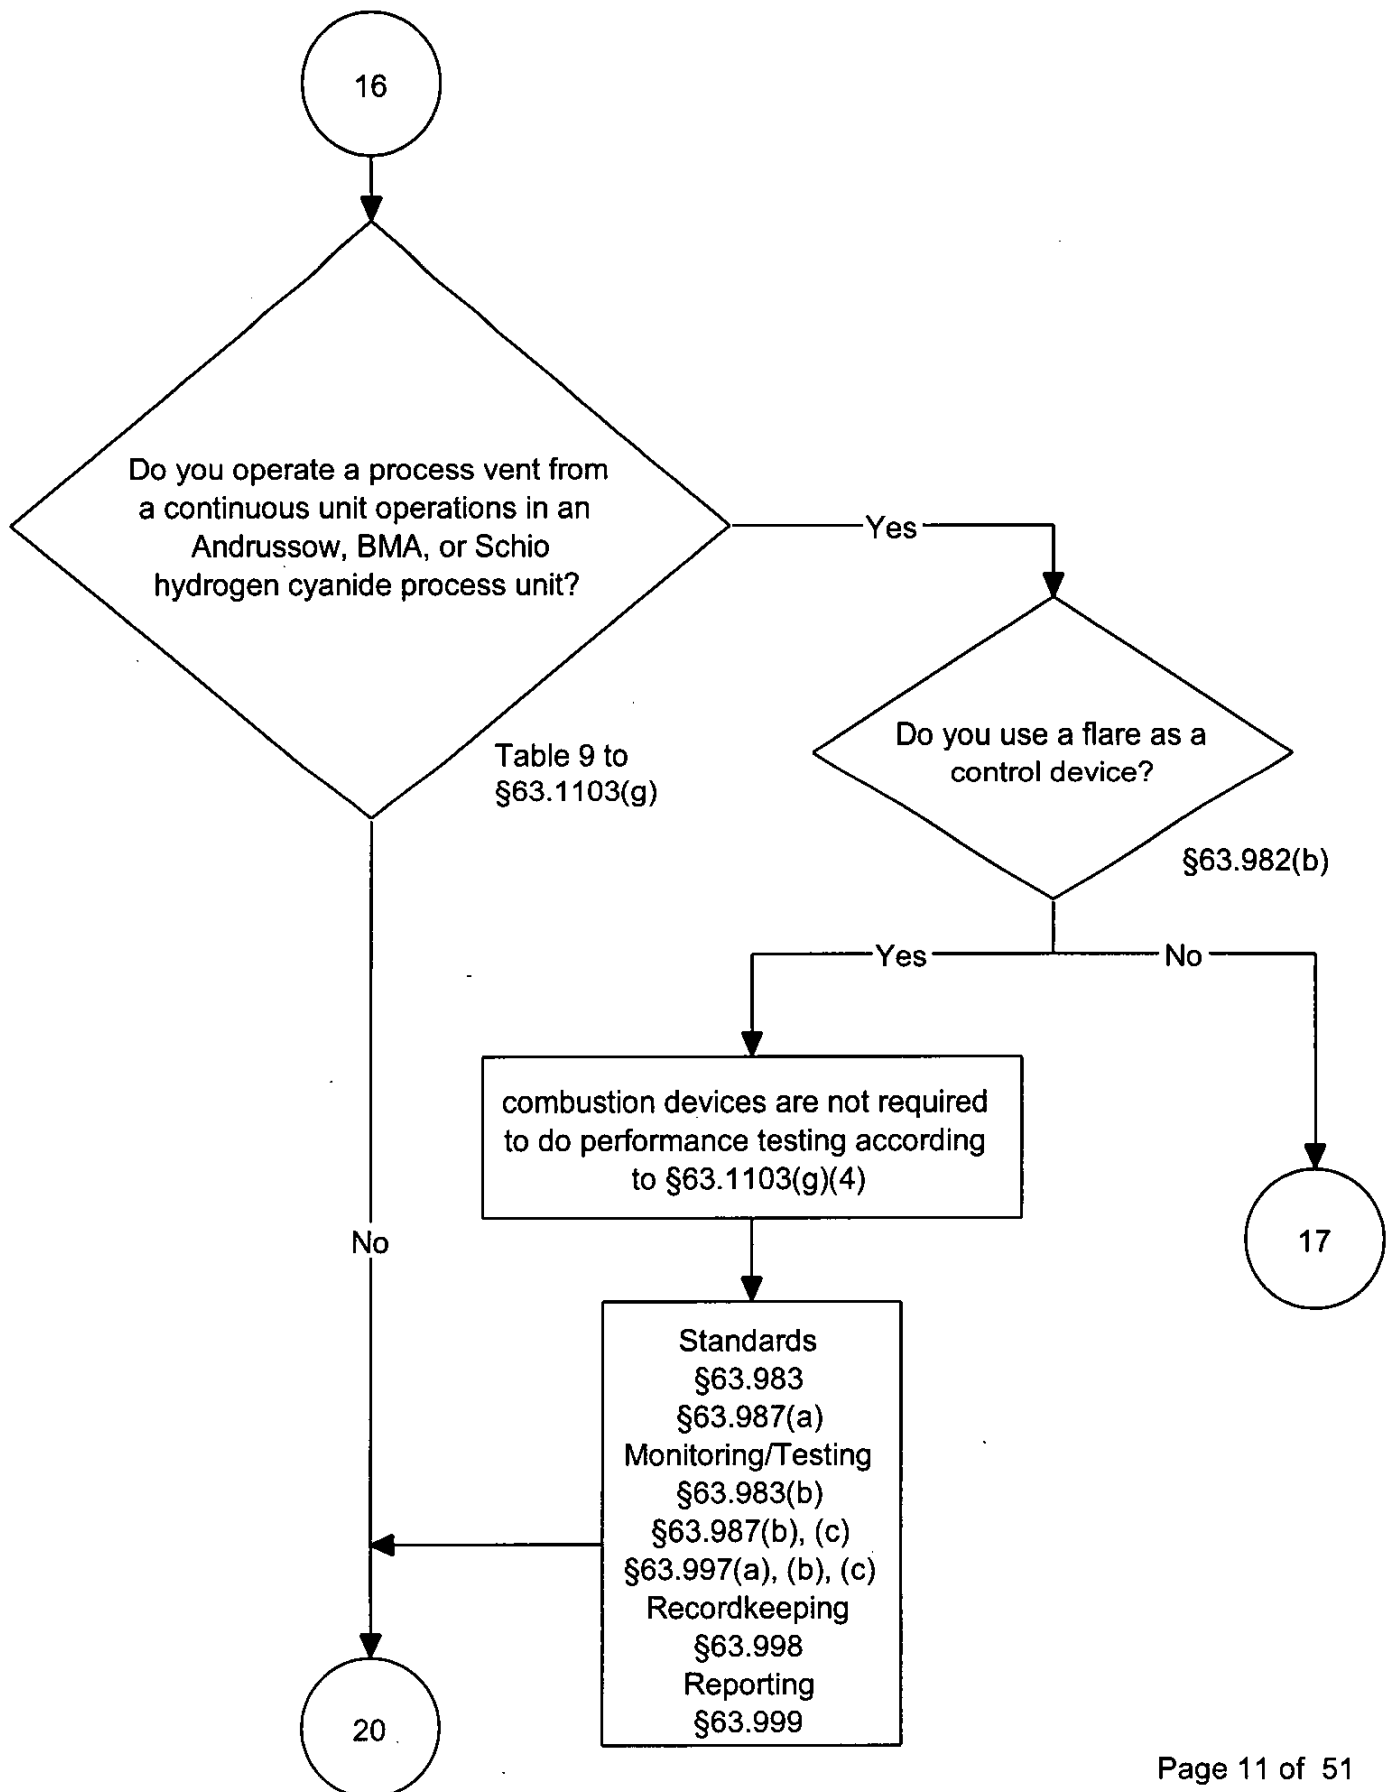 16
Do you operate a process vent from
a continuous unit operations in an
Andrussow, BMA, or Schio
hydrogen cyanide process unit?
Table 9 to
§63.1103(g)
Yes
Do you use a flare as a
control device?
§63.982(b)
Yes
No
combustion devices are not required
to do performance testing according
to §63.1103(g)(4)
17
No
Standards
§63.983
§63.987(a)
Monitoring/Testing
§63.983(b)
§63.987(b), (c)
§63.997(a), (b), (c)
Recordkeeping
§63.998
Reporting
§63.999
20
Page 11 of 51